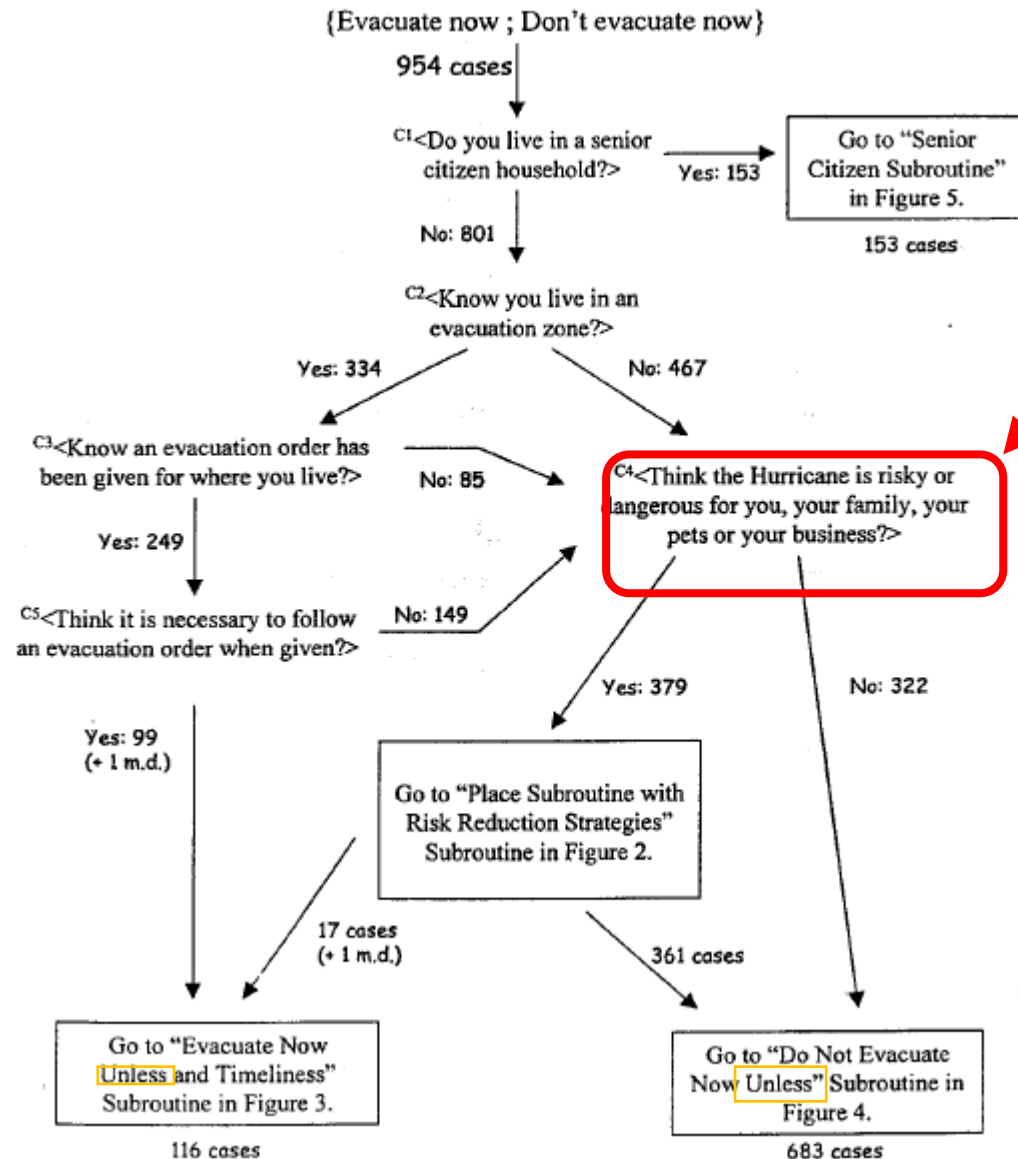 {Evacuate now ; Don't evacuate now}
954 cases
C1<Do you live in a senior
citizen household?>
Yes: 153
Go to “Senior
Citizen Subroutine”
in Figure 5.
153 cases
No: 801
C2<Know you live in an
evacuation zone?>
Yes: 334
No: 467
C3<Know an evacuation order has
been given for where you live?>
No: 85
C4<Think the Hurricane is risky or
dangerous for you, your family, your
pets or your business?>
Yes: 249
C5<Think it is necessary to follow
an evacuation order when given?>
No: 149
Yes: 379
No: 322
Yes: 99
(+ 1 m.d.)
Go to “Place Subroutine with
Risk Reduction Strategies”
Subroutine in Figure 2.
17 cases
(+ 1 m.d.)
361 cases
Go to “Evacuate Now
Unless and Timeliness”
Subroutine in Figure 3.
116 cases
Go to “Do Not Evacuate
Now Unless” Subroutine in
Figure 4.
683 cases